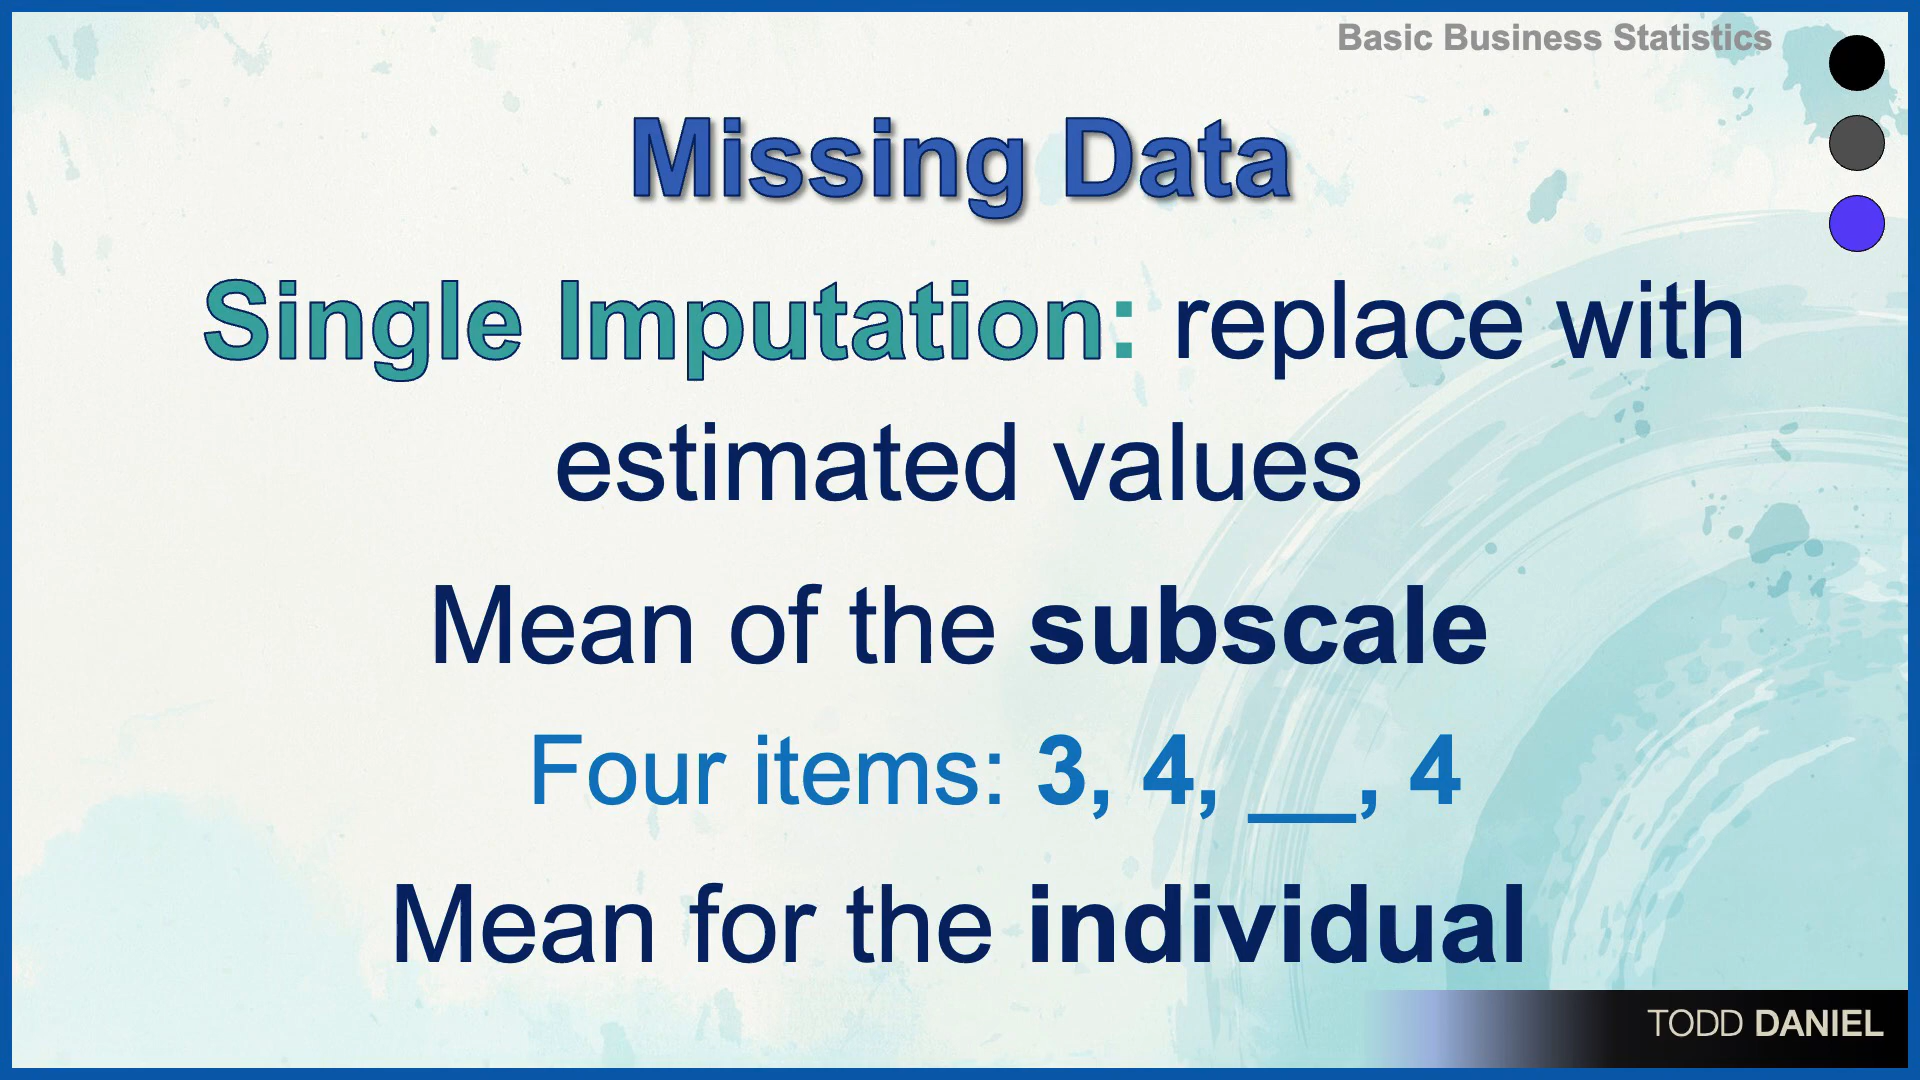 Basic Business Statistics
Missing Data
Single Imputation: replace with
estimated values
Mean of the subscale
Four items: 3, 4, __, 4
Mean for the individual
TODD DANIEL